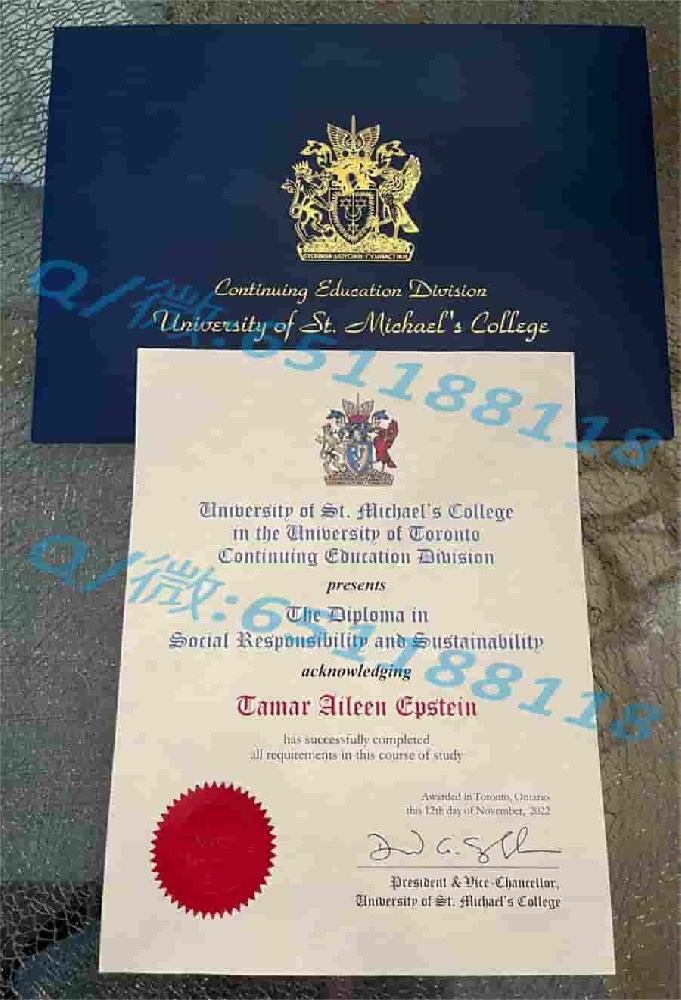 Continuing Education Division
University of St. Michael's College
Q/微:651188118
University of St. Michael's College
in the University of Toronto
Continuing Education Division
presents
The Diploma in
Social Responsibility and Sustainability
acknowledging
Q/微:651188118
Tamar Aileen Epstein
has successfully completed
all requirements in this course of study
Awarded in Toronto, Ontario
this 12th day of November, 2022
President & Vice-Chancellor,
University of St. Michael's College